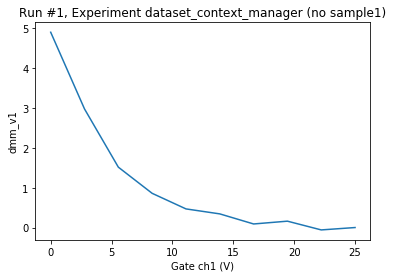 Run #1, Experiment dataset_context_manager (no sample1)
5
4
3
2
1
0
dmm_v1
0 5 10 15 20 25
Gate ch1 (V)